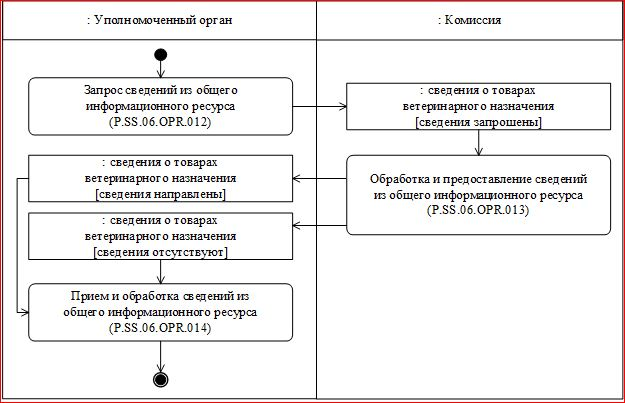 : Уполномоченный орган
: Комиссия
Запрос сведений из общего
информационного ресурса
(P.SS.06.OPR.012)
: сведения о товарах
ветеринарного назначения
[сведения запрошены]
: сведения о товарах
ветеринарного назначения
[сведения направлены]
Обработка и предоставление сведений
из общего информационного ресурса
(P.SS.06.OPR.013)
: сведения о товарах
ветеринарного назначения
[сведения отсутствуют]
Прием и обработка сведений из
общего информационного ресурса
(P.SS.06.OPR.014)